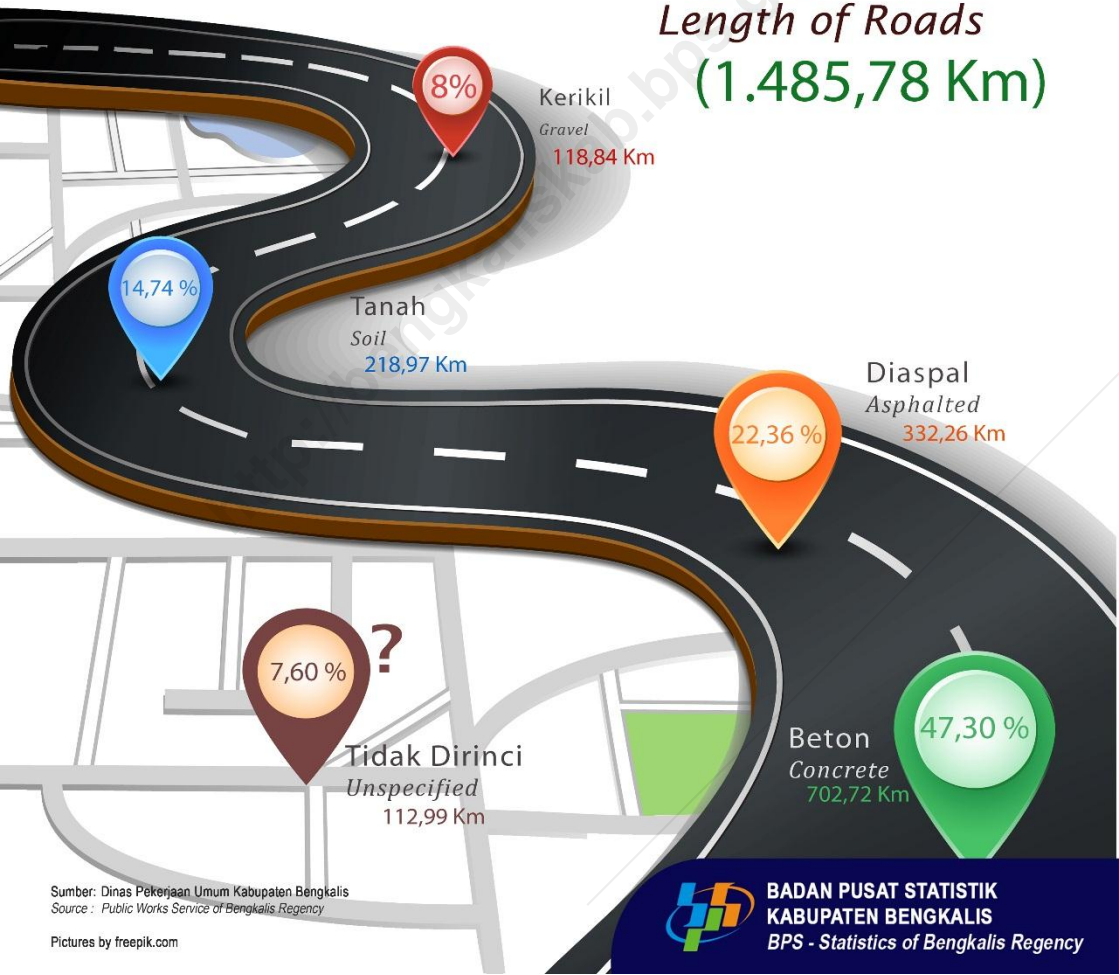 Length of Roads
(1.485,78 Km)
8%
Kerikil
Gravel
118,84 Km
14,74 %
Tanah
Soil
218,97 Km
Diaspal
Asphalted
332,26 Km
22,36 %
7,60 %
?
Tidak Dirinci
Unspecified
112,99 Km
47,30 %
Beton
Concrete
702,72 Km
Sumber: Dinas Pekerjaan Umum Kabupaten Bengkalis
Source : Public Works Service of Bengkalis Regency
Pictures by freepik.com
BADAN PUSAT STATISTIK
KABUPATEN BENGKALIS
BPS - Statistics of Bengkalis Regency